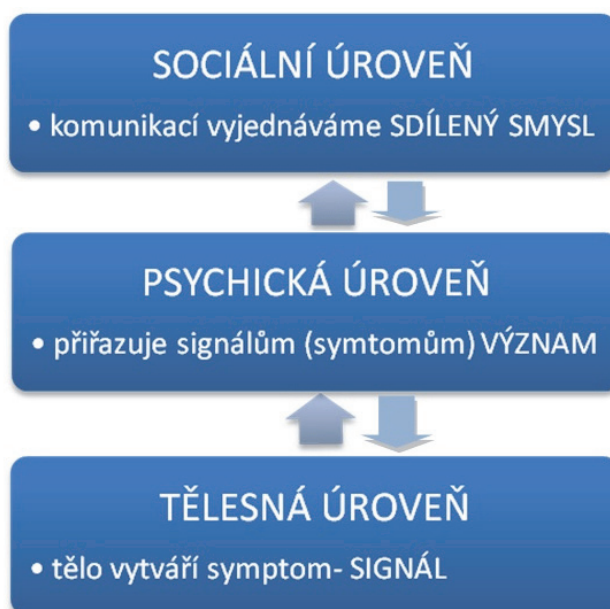 SOCIÁLNÍ ÚROVEŇ
• komunikací vyjednáváme SDÍLENÝ SMYSL
PSYCHICKÁ ÚROVEŇ
• přiřazuje signálům (symtomům) VÝZNAM
TĚLESNÁ ÚROVEŇ
• tělo vytváří symptom- SIGNÁL